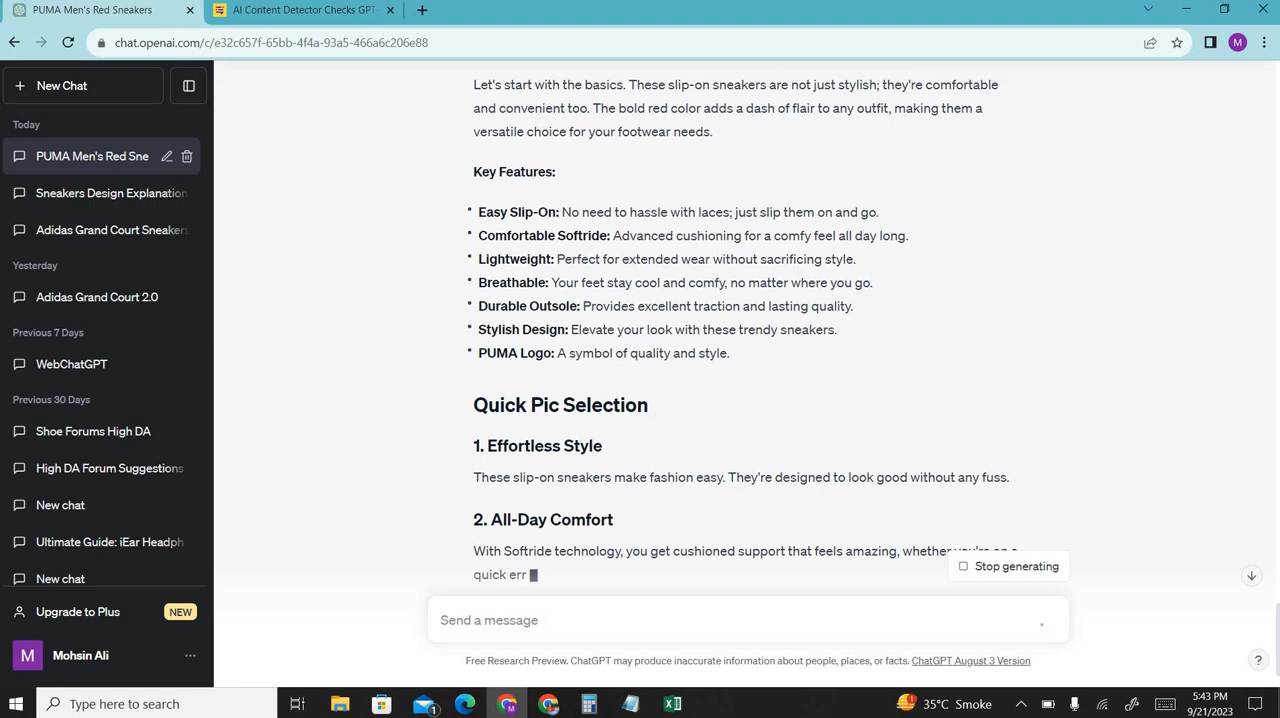 PUMA Men's Red Sneakers
AI Content Detector Checks GPT-
chat.openai.com/c/e32c657f-65bb-4f4a-93a5-466a6c206e88
M
New Chat
Today
PUMA Men's Red Sne
Sneakers Design Explanation
Adidas Grand Court Sneakers
Yesterday
Adidas Grand Court 2.0
Previous 7 Days
WebChatGPT
Previous 30 Days
Shoe Forums High DA
High DA Forum Suggestions
New chat
Ultimate Guide: iEar Headph
New chat
Upgrade to Plus NEW
M Mohsin Ali
Let's start with the basics. These slip-on sneakers are not just stylish; they're comfortable
and convenient too. The bold red color adds a dash of flair to any outfit, making them a
versatile choice for your footwear needs.
Key Features:
• Easy Slip-On: No need to hassle with laces; just slip them on and go.
• Comfortable Softride: Advanced cushioning for a comfy feel all day long.
• Lightweight: Perfect for extended wear without sacrificing style.
• Breathable: Your feet stay cool and comfy, no matter where you go.
• Durable Outsole: Provides excellent traction and lasting quality.
• Stylish Design: Elevate your look with these trendy sneakers.
• PUMA Logo: A symbol of quality and style.
Quick Pic Selection
1. Effortless Style
These slip-on sneakers make fashion easy. They're designed to look good without any fuss.
2. All-Day Comfort
With Softride technology, you get cushioned support that feels amazing, whether you're on a
quick err
Stop generating
Send a message
Free Research Preview. ChatGPT may produce inaccurate information about people, places, or facts. ChatGPT August 3 Version
?
Type here to search
1
M
35°C Smoke
5:43 PM
9/21/2023